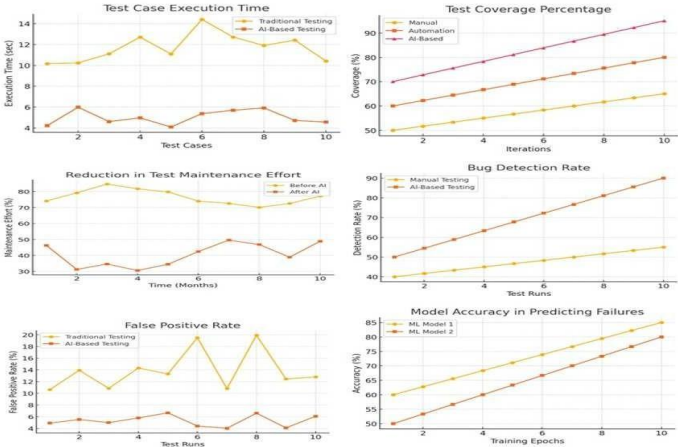 Test Case Execution Time
Traditional Testing
AI-Based Testing
Execution Time (sec)
14
12
10
8
6
4
2 4 6 8 10
Test Cases
Test Coverage Percentage
Manual
Automation
AI-Based
Coverage (%)
90
80
70
60
50
2 4 6 8 10
Iterations
Reduction in Test Maintenance Effort
Before AI
After AI
Maintenance Effort (%)
80
70
60
50
40
30
2 4 6 8 10
Time (Months)
Bug Detection Rate
Manual Testing
AI-Based Testing
Detection Rate (%)
90
80
70
60
50
40
2 4 6 8 10
Test Runs
False Positive Rate
Traditional Testing
AI-Based Testing
False Positive Rate (%)
20
18
16
14
12
10
8
6
4
2 4 6 8 10
Test Runs
Model Accuracy in Predicting Failures
ML Model 1
ML Model 2
Accuracy (%)
85
80
75
70
65
60
55
50
2 4 6 8 10
Training Epochs